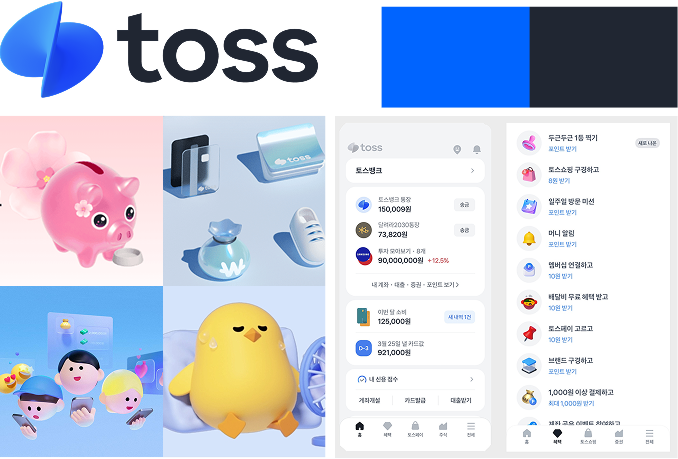 toss
toss
₩
toss
토스뱅크
토스뱅크 통장
150,009원
송금
달려라2030통장
73,820원
송금
투자 모아보기 · 8개
90,000,000원 +12.5%
내 계좌 · 대출 · 증권 · 포인트 보기
이번 달 소비
125,000원
세 내역 1건
D-3
3월 25일 낼 카드값
921,000원
내 신용점수
계좌개설
카드발급
대출받기
홈
혜택
토스페이
주식
전체
두근두근 1등 찍기
포인트 받기
새로 나온
토스쇼핑 구경하고
8원 받기
일주일 방문 미션
포인트 받기
머니 알림
포인트 받기
멤버십 연결하고
10원 받기
배달비 무료 혜택 받고
10원 받기
토스페이 고르고
10원 받기
브랜드 구경하고
포인트 받기
1,000원 이상 결제하고
최대 1,000원 받기
홈
혜택
토스쇼핑
증권
전체